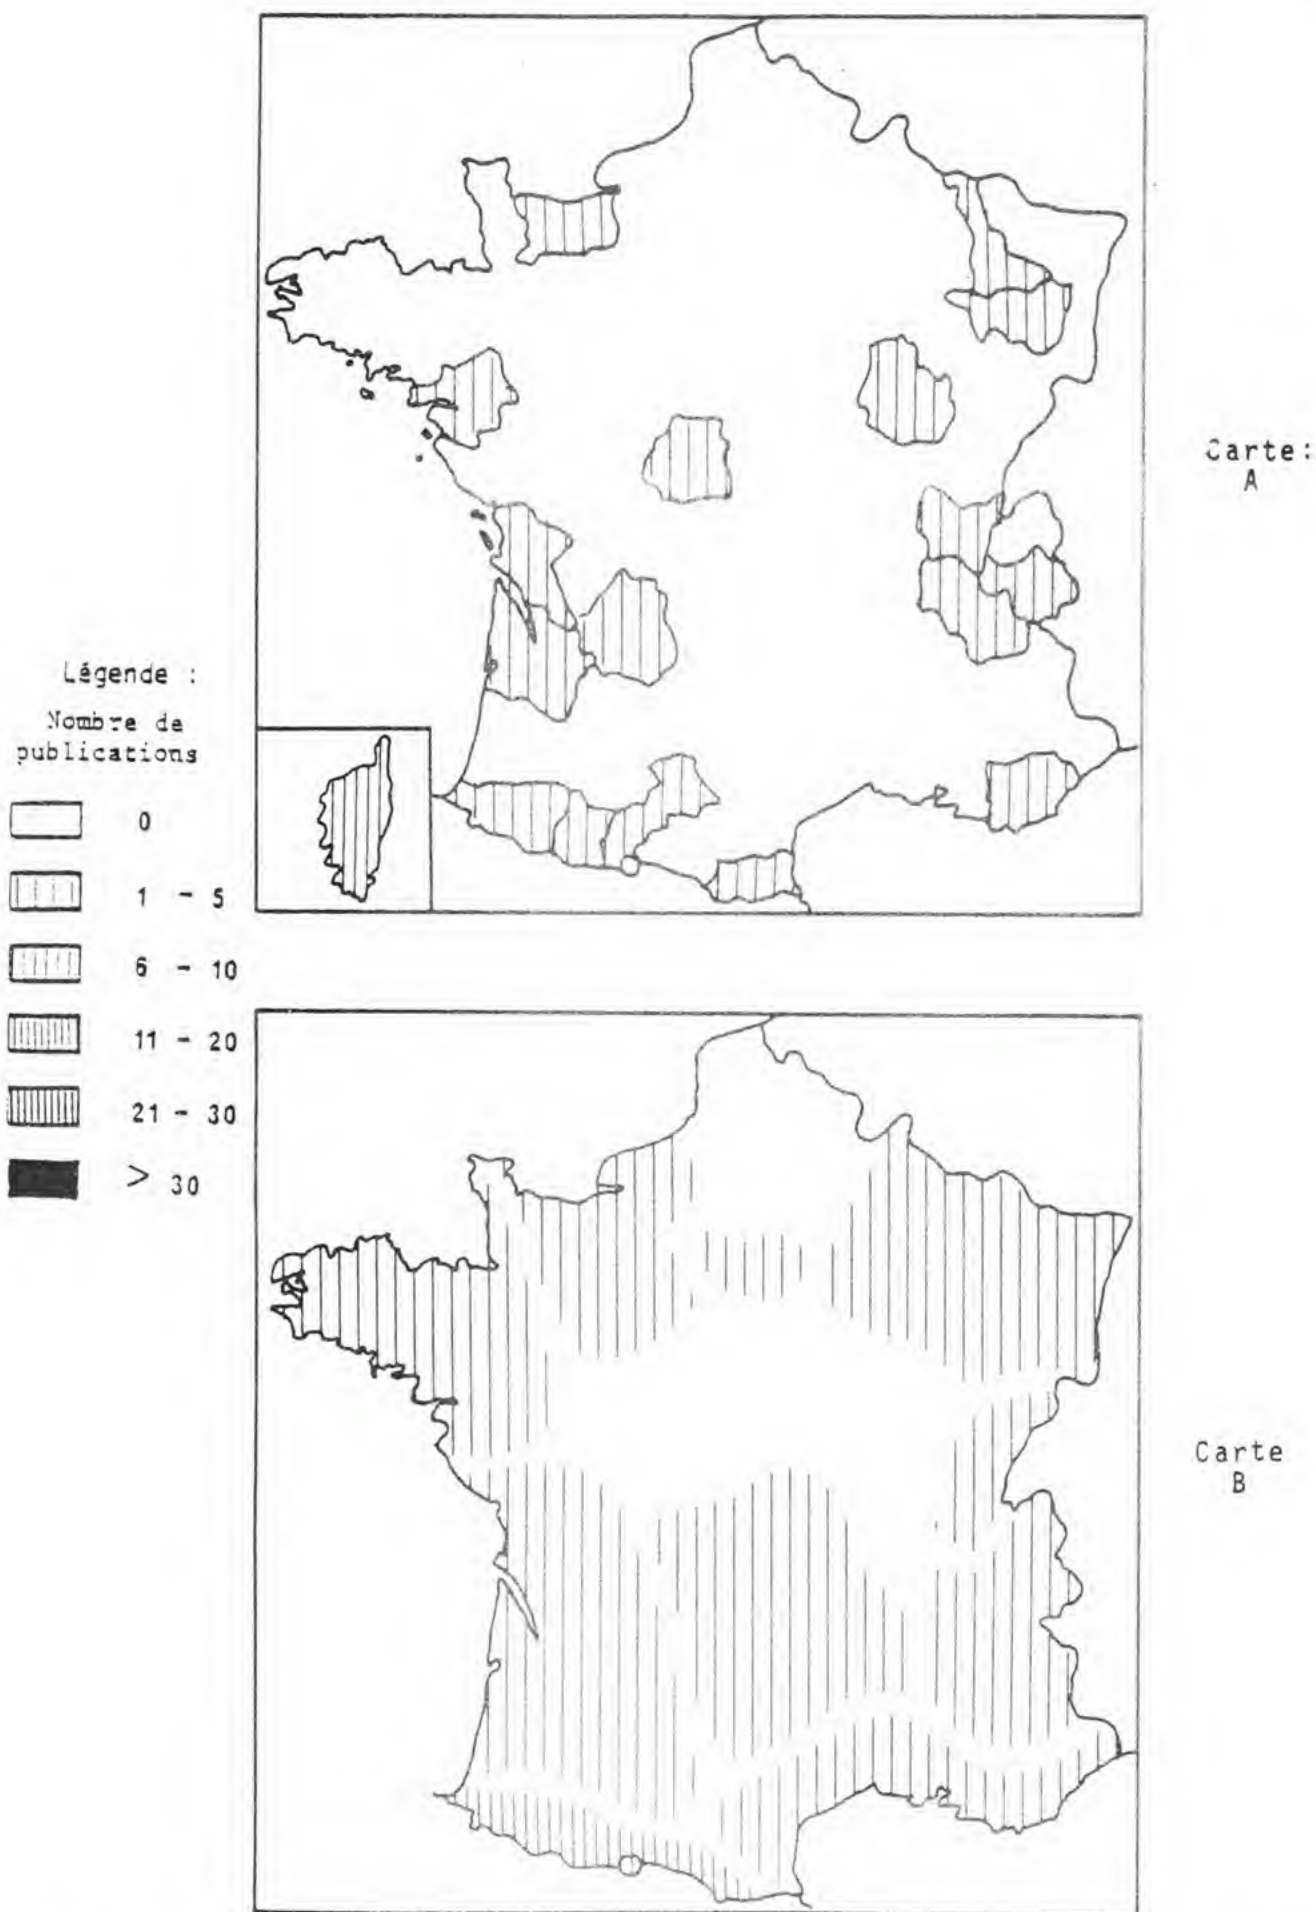 Carte:
A
Légende :
Nombre de
publications
0
1 - 5
6 - 10
11 - 20
21 - 30
> 30
Carte
B